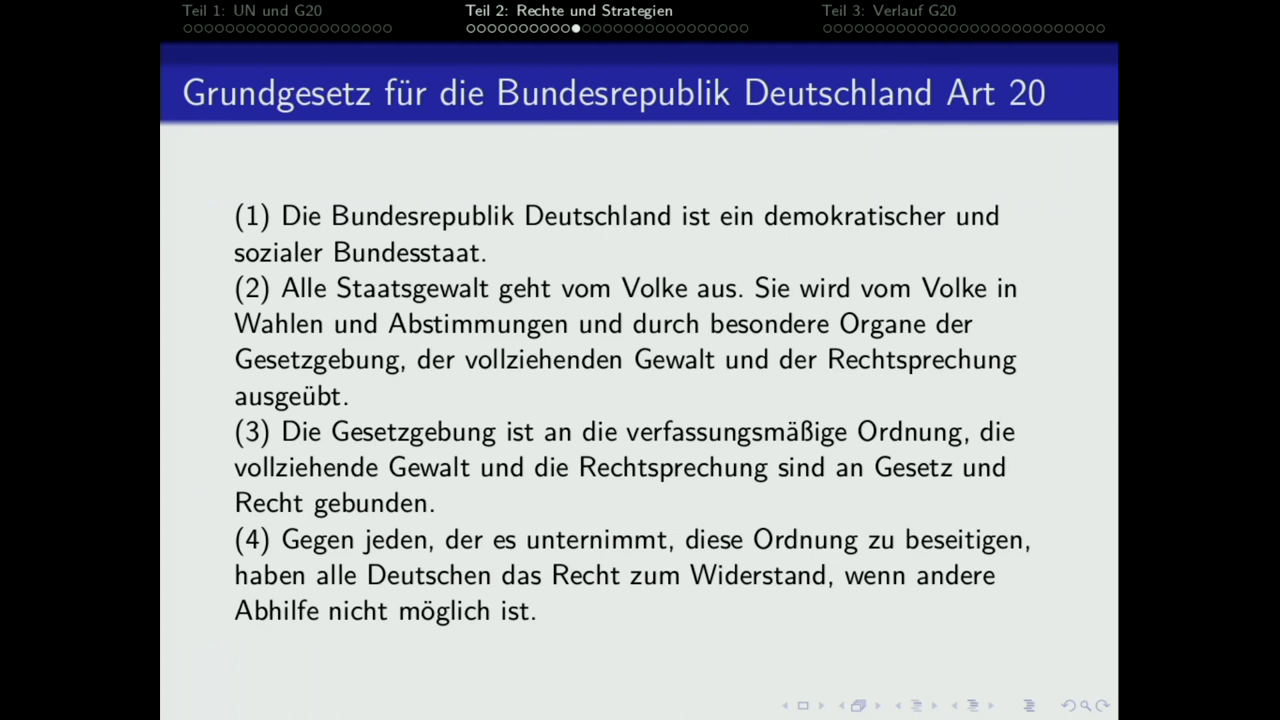 Teil 1: UN und G20 Teil 2: Rechte und Strategien Teil 3: Verlauf G20
Grundgesetz für die Bundesrepublik Deutschland Art 20
(1) Die Bundesrepublik Deutschland ist ein demokratischer und
sozialer Bundesstaat.
(2) Alle Staatsgewalt geht vom Volke aus. Sie wird vom Volke in
Wahlen und Abstimmungen und durch besondere Organe der
Gesetzgebung, der vollziehenden Gewalt und der Rechtsprechung
ausgeübt.
(3) Die Gesetzgebung ist an die verfassungsmäßige Ordnung, die
vollziehende Gewalt und die Rechtsprechung sind an Gesetz und
Recht gebunden.
(4) Gegen jeden, der es unternimmt, diese Ordnung zu beseitigen,
haben alle Deutschen das Recht zum Widerstand, wenn andere
Abhilfe nicht möglich ist.